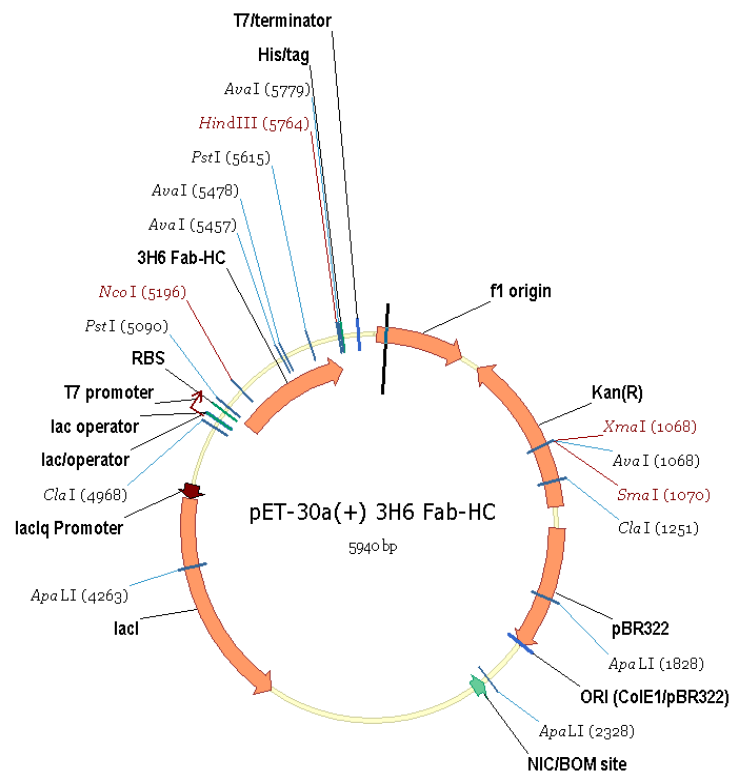 T7/terminator
His/tag
AvaI (5779)
HindIII (5764)
PstI (5615)
AvaI (5478)
AvaI (5457)
3H6 Fab-HC
NcoI (5196)
PstI (5090)
RBS
T7 promoter
lac operator
lac/operator
ClaI (4968)
lacIq Promoter
ApaLI (4263)
lacI
f1 origin
Kan(R)
XmaI (1068)
AvaI (1068)
SmaI (1070)
ClaI (1251)
pET-30a(+) 3H6 Fab-HC
5940 bp
pBR322
ApaLI (1828)
ORI (ColE1/pBR322)
ApaLI (2328)
NIC/BOM site